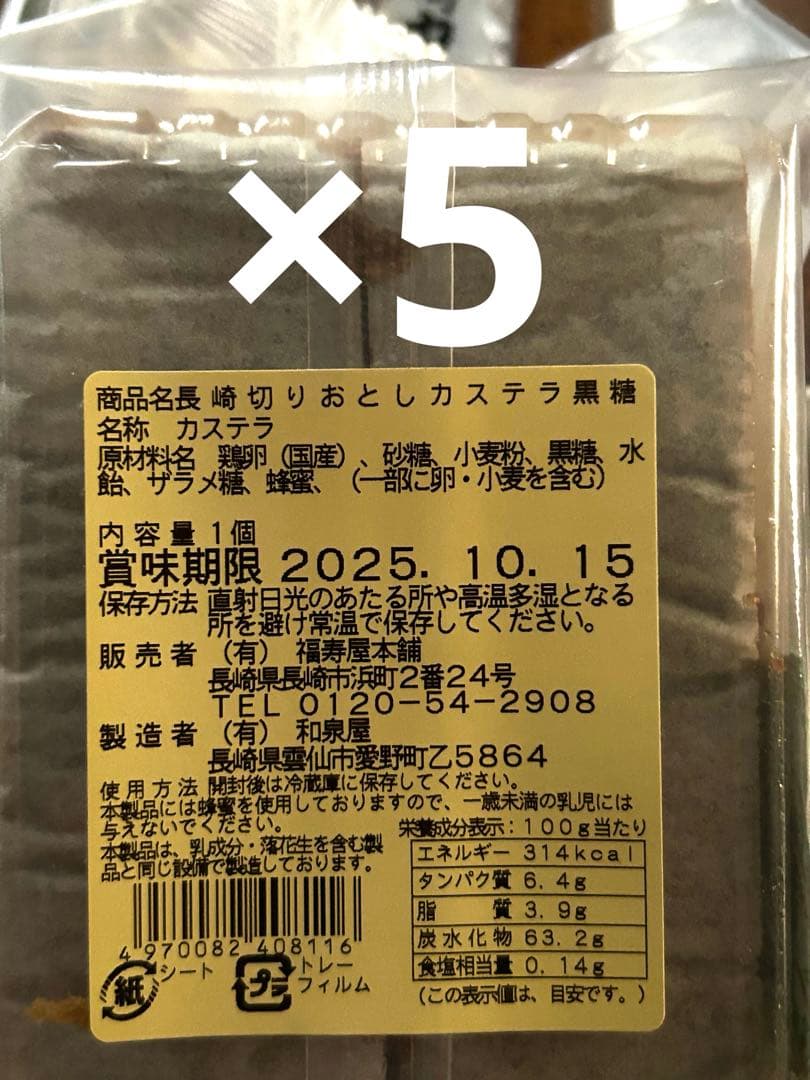 カ
×5
商品名長崎切りおとしカステラ黒糖
名称 カステラ
原材料名 鶏卵（国産）、砂糖、小麦粉、黒糖、水
飴、ザラメ糖、蜂蜜、（一部に卵・小麦を含む）
内容量1個
賞味期限 2025. 10. 15
保存方法 直射日光のあたる所や高温多湿となる
所を避け常温で保存してください。
販売者 （有） 福寿屋本舗
長崎県長崎市浜町2番24号
TEL 0120-54-2908
製造者 （有） 和泉屋
長崎県雲仙市愛野町乙5864
使用方法 開封後は冷蔵庫に保存してください。
本製品には蜂蜜を使用しておりますので、一歳未満の乳児には
与えないでください。
本製品は、乳成分・落花生を含む製
品と同じ設備で製造しております。
栄養成分表示：100g当たり
エネルギー 314kcal
タンパク質 6.4g
脂質 3.9g
炭水化物 63.2g
食塩相当量 0.14g
（この表示値は、目安です。）
4 970082 408116
紙 シート
プラ トレー
フィルム